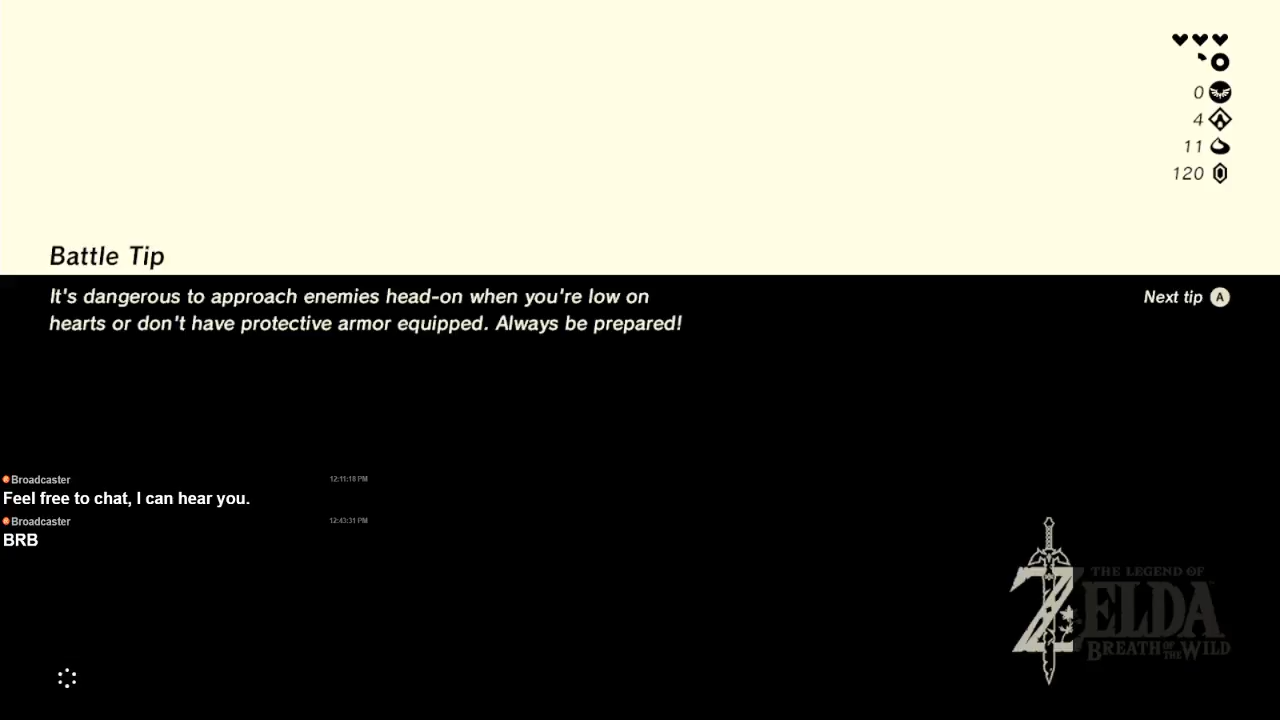 0
4
11
120
Battle Tip
It's dangerous to approach enemies head-on when you're low on
hearts or don't have protective armor equipped. Always be prepared!
Next tip A
Broadcaster 12:11:18 PM
Feel free to chat, I can hear you.
Broadcaster 12:43:31 PM
BRB
THE LEGEND OF
ZELDA
BREATH OF THE WILD